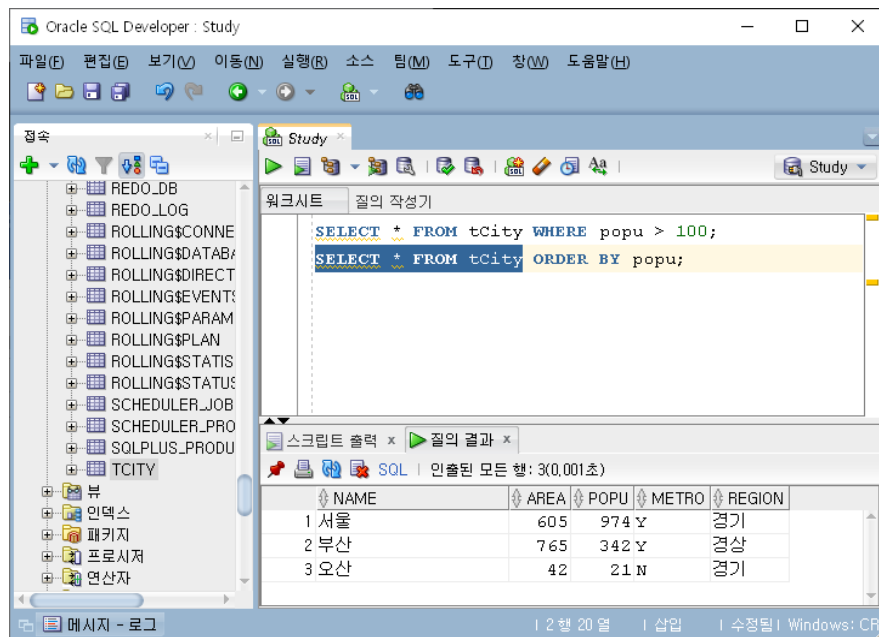 Oracle SQL Developer : Study
파일(F) 편집(E) 보기(V) 이동(N) 실행(R) 소스 팀(M) 도구(T) 창(W) 도움말(H)
접속
REDO_DB
REDO_LOG
ROLLING$CONNE
ROLLING$DATABA
ROLLING$DIRECT
ROLLING$EVENTS
ROLLING$PARAM
ROLLING$PLAN
ROLLING$STATIS
ROLLING$STATUS
SCHEDULER_JOB
SCHEDULER_PRO
SQLPLUS_PRODU
TCITY
뷰
인덱스
패키지
프로시저
연산자
Study
Study
워크시트 질의 작성기
SELECT * FROM tCity WHERE popu > 100;
SELECT * FROM tCity ORDER BY popu;
스크립트 출력 x 질의 결과 x
SQL | 인출된 모든 행: 3(0,001초)
NAME AREA POPU METRO REGION
1 서울 605 974 Y 경기
2 부산 765 342 Y 경상
3 오산 42 21 N 경기
메시지 - 로그
| 2 행 20 열 | 삽입 | 수정됨 | Windows: CR